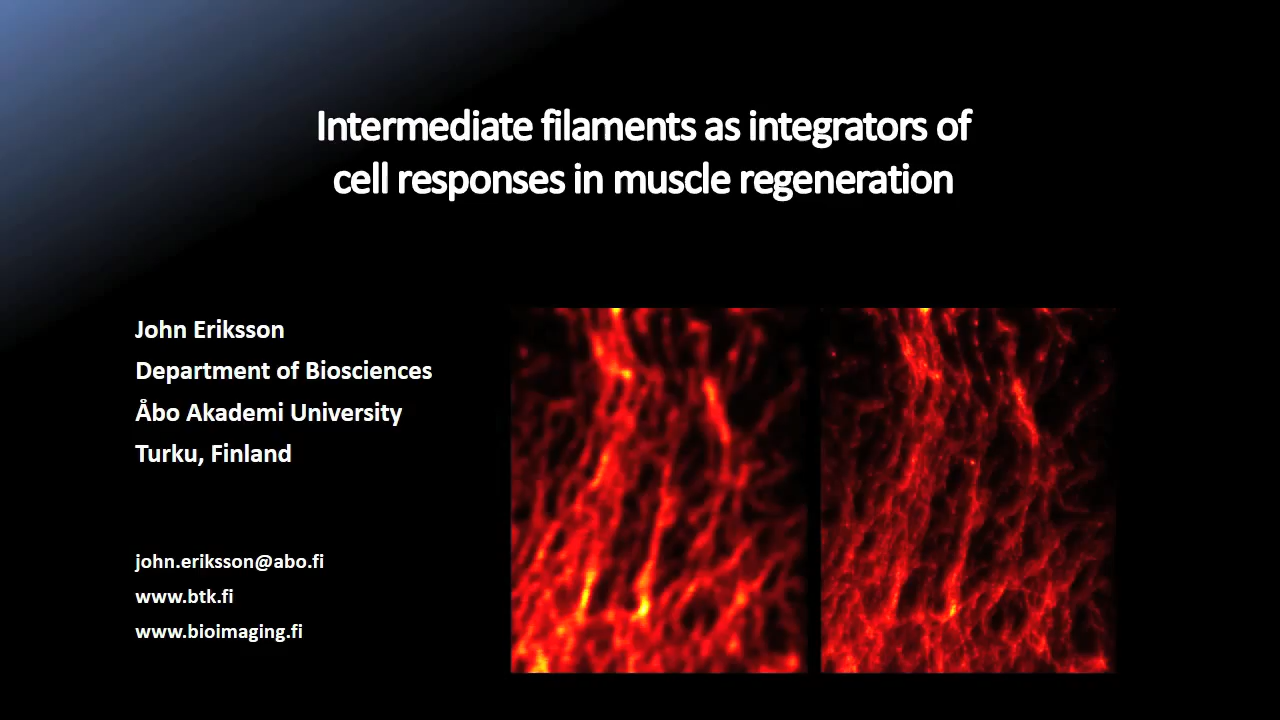 Intermediate filaments as integrators of
cell responses in muscle regeneration
John Eriksson
Department of Biosciences
Åbo Akademi University
Turku, Finland
john.eriksson@abo.fi
www.btk.fi
www.bioimaging.fi